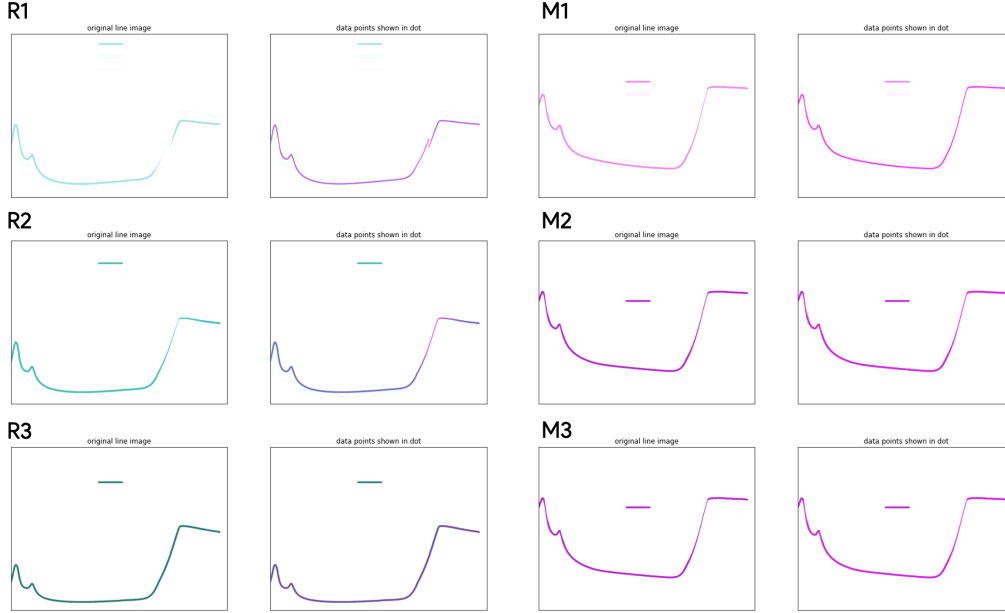 R1
M1
original line image
data points shown in dot
original line image
data points shown in dot
R2
M2
original line image
data points shown in dot
original line image
data points shown in dot
R3
M3
original line image
data points shown in dot
original line image
data points shown in dot